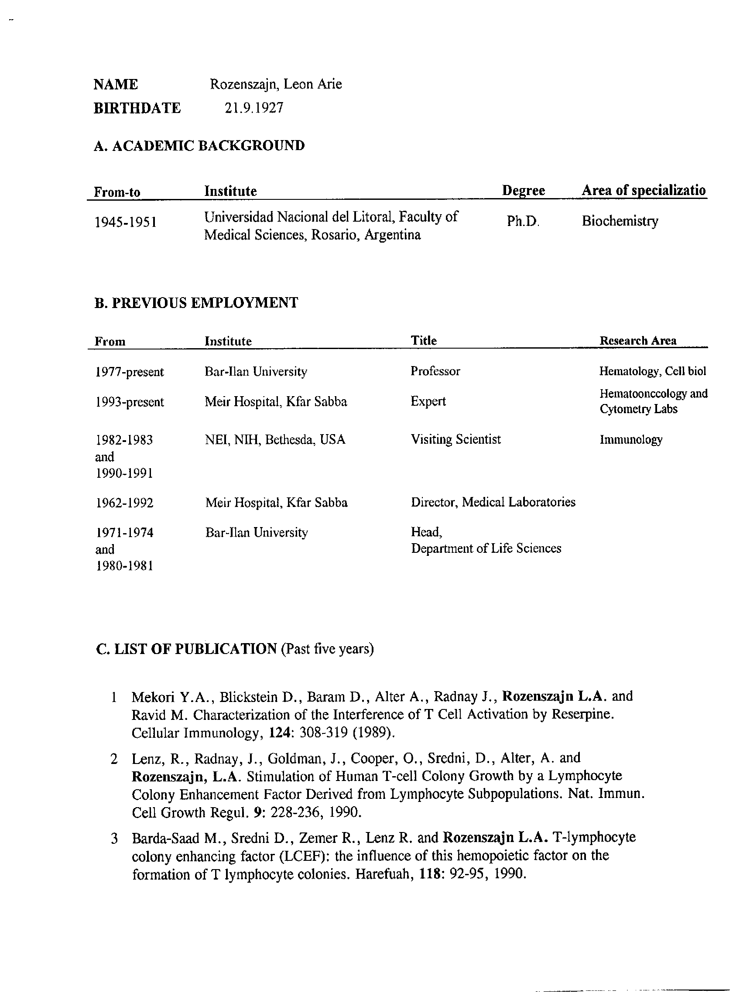 NAME Rozenszajn, Leon Arie
BIRTHDATE 21.9.1927
A. ACADEMIC BACKGROUND
From-to Institute Degree Area of specializatio
1945-1951 Universidad Nacional del Litoral, Faculty of Ph.D. Biochemistry
Medical Sciences, Rosario, Argentina
B. PREVIOUS EMPLOYMENT
From Institute Title Research Area
1977-present Bar-Ilan University Professor Hematology, Cell biol
1993-present Meir Hospital, Kfar Sabba Expert Hematoonccology and
Cytometry Labs
1982-1983 NEI, NIH, Bethesda, USA Visiting Scientist Immunology
and
1990-1991
1962-1992 Meir Hospital, Kfar Sabba Director, Medical Laboratories
1971-1974 Bar-Ilan University Head,
and Department of Life Sciences
1980-1981
C. LIST OF PUBLICATION (Past five years)
1 Mekori Y.A., Blickstein D., Baram D., Alter A., Radnay J., Rozenszajn L.A. and
Ravid M. Characterization of the Interference of T Cell Activation by Reserpine.
Cellular Immunology, 124: 308-319 (1989).
2 Lenz, R., Radnay, J., Goldman, J., Cooper, O., Sredni, D., Alter, A. and
Rozenszajn, L.A. Stimulation of Human T-cell Colony Growth by a Lymphocyte
Colony Enhancement Factor Derived from Lymphocyte Subpopulations. Nat. Immun.
Cell Growth Regul. 9: 228-236, 1990.
3 Barda-Saad M., Sredni D., Zemer R., Lenz R. and Rozenszajn L.A. T-lymphocyte
colony enhancing factor (LCEF): the influence of this hemopoietic factor on the
formation of T lymphocyte colonies. Harefuah, 118: 92-95, 1990.